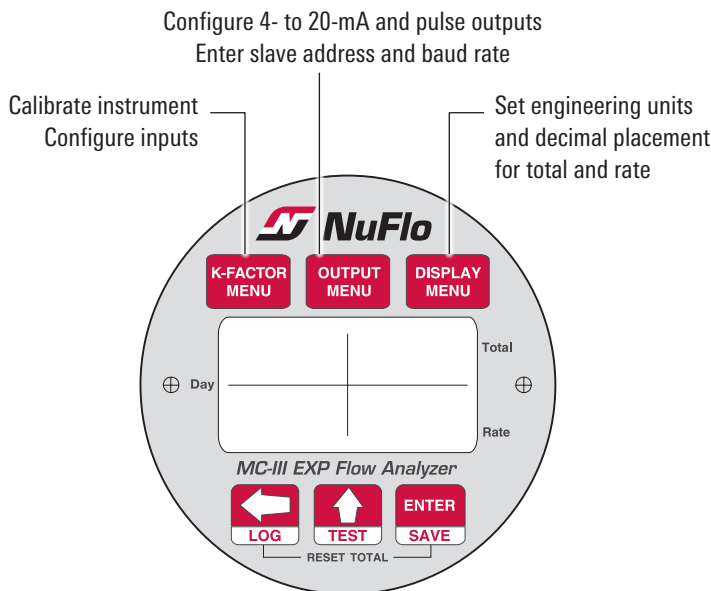 Configure 4- to 20-mA and pulse outputs
Enter slave address and baud rate
Calibrate instrument
Configure inputs
Set engineering units
and decimal placement
for total and rate
NuFlo
K-FACTOR
MENU
OUTPUT
MENU
DISPLAY
MENU
Total
Day
Rate
MC-III EXP Flow Analyzer
LOG
TEST
ENTER
SAVE
RESET TOTAL